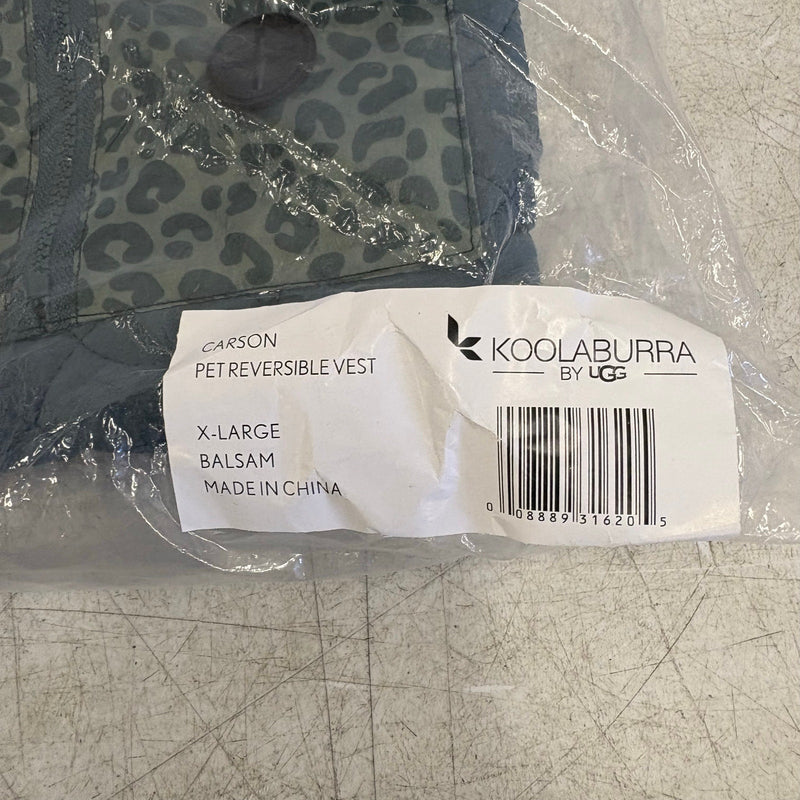 CARSON
PET REVERSIBLE VEST
X-LARGE
BALSAM
MADE IN CHINA
KOOLABURRA
BY UGG
0 08889 31620 5